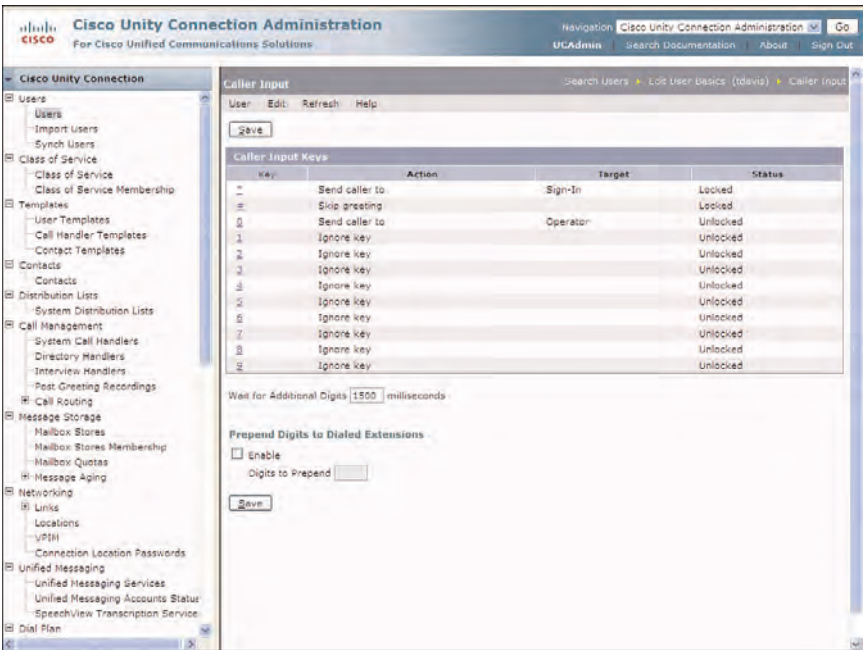 cisco
Cisco Unity Connection Administration
For Cisco Unified Communications Solutions
Navigation Cisco Unity Connection Administration Go
UCAdmin Search Documentation About Sign Out
Cisco Unity Connection
Users
Users
Import Users
Synch Users
Class of Service
Class of Service
Class of Service Membership
Templates
User Templates
Call Handler Templates
Contact Templates
Contacts
Contacts
Distribution Lists
System Distribution Lists
Call Management
System Call Handlers
Directory Handlers
Interview Handlers
Post Greeting Recordings
Call Routing
Message Storage
Mailbox Stores
Mailbox Stores Membership
Mailbox Quotas
Message Aging
Networking
Links
Locations
VPIM
Connection Location Passwords
Unified Messaging
Unified Messaging Services
Unified Messaging Accounts Status
SpeechView Transcription Service
Dial Plan
Caller Input
Search Users Edit User Basics (tdavis) Caller Input
User Edit Refresh Help
Save
Caller Input Keys
Key Action Target Status
* Send caller to Sign-In Locked
# Skip greeting Locked
0 Send caller to Operator Unlocked
1 Ignore key Unlocked
2 Ignore key Unlocked
3 Ignore key Unlocked
4 Ignore key Unlocked
5 Ignore key Unlocked
6 Ignore key Unlocked
7 Ignore key Unlocked
8 Ignore key Unlocked
9 Ignore key Unlocked
Wait for Additional Digits 1500 milliseconds
Prepend Digits to Dialed Extensions
Enable
Digits to Prepend
Save